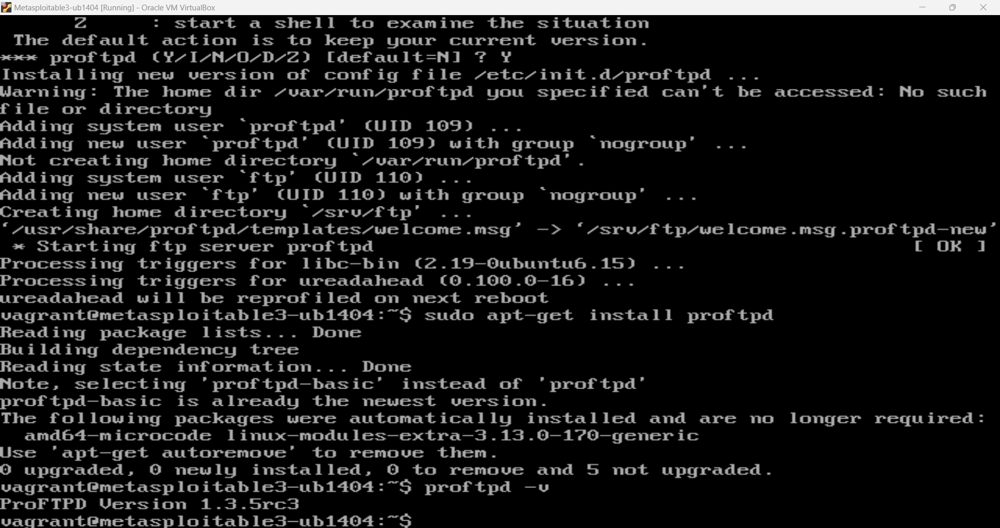 Metasploitable3-ub1404 [Running] - Oracle VM VirtualBox
Z : start a shell to examine the situation
The default action is to keep your current version.
*** proftpd (Y/I/N/O/D/Z) [default=N] ? Y
Installing new version of config file /etc/init.d/proftpd ...
Warning: The home dir /var/run/proftpd you specified can't be accessed: No such
file or directory
Adding system user `proftpd' (UID 109) ...
Adding new user `proftpd' (UID 109) with group `nogroup' ...
Not creating home directory `/var/run/proftpd'.
Adding system user `ftp' (UID 110) ...
Adding new user `ftp' (UID 110) with group `nogroup' ...
Creating home directory `/srv/ftp' ...
‘/usr/share/proftpd/templates/welcome.msg’ -> ‘/srv/ftp/welcome.msg.proftpd-new’
* Starting ftp server proftpd [ OK ]
Processing triggers for libc-bin (2.19-0ubuntu6.15) ...
Processing triggers for ureadahead (0.100.0-16) ...
ureadahead will be reprofiled on next reboot
vagrant@metasploitable3-ub1404:~$ sudo apt-get install proftpd
Reading package lists... Done
Building dependency tree
Reading state information... Done
Note, selecting 'proftpd-basic' instead of 'proftpd'
proftpd-basic is already the newest version.
The following packages were automatically installed and are no longer required:
amd64-microcode linux-modules-extra-3.13.0-170-generic
Use 'apt-get autoremove' to remove them.
0 upgraded, 0 newly installed, 0 to remove and 5 not upgraded.
vagrant@metasploitable3-ub1404:~$ proftpd -v
ProFTPD Version 1.3.5rc3
vagrant@metasploitable3-ub1404:~$